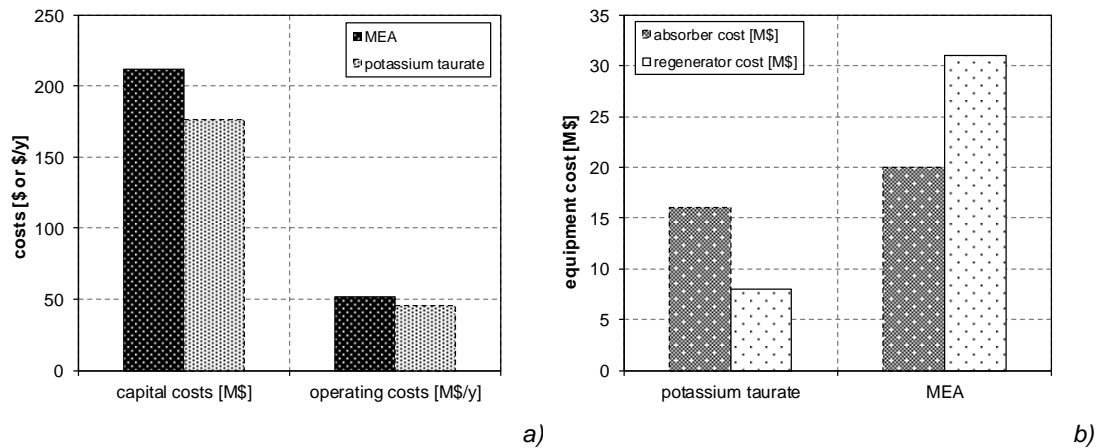 costs [$ or $/y]
250
200
150
100
50
0
MEA
potassium taurate
capital costs [M$]
operating costs [M$/y]
a)
equipment cost [M$]
35
30
25
20
15
10
5
0
absorber cost [M$]
regenerator cost [M$]
potassium taurate
MEA
b)